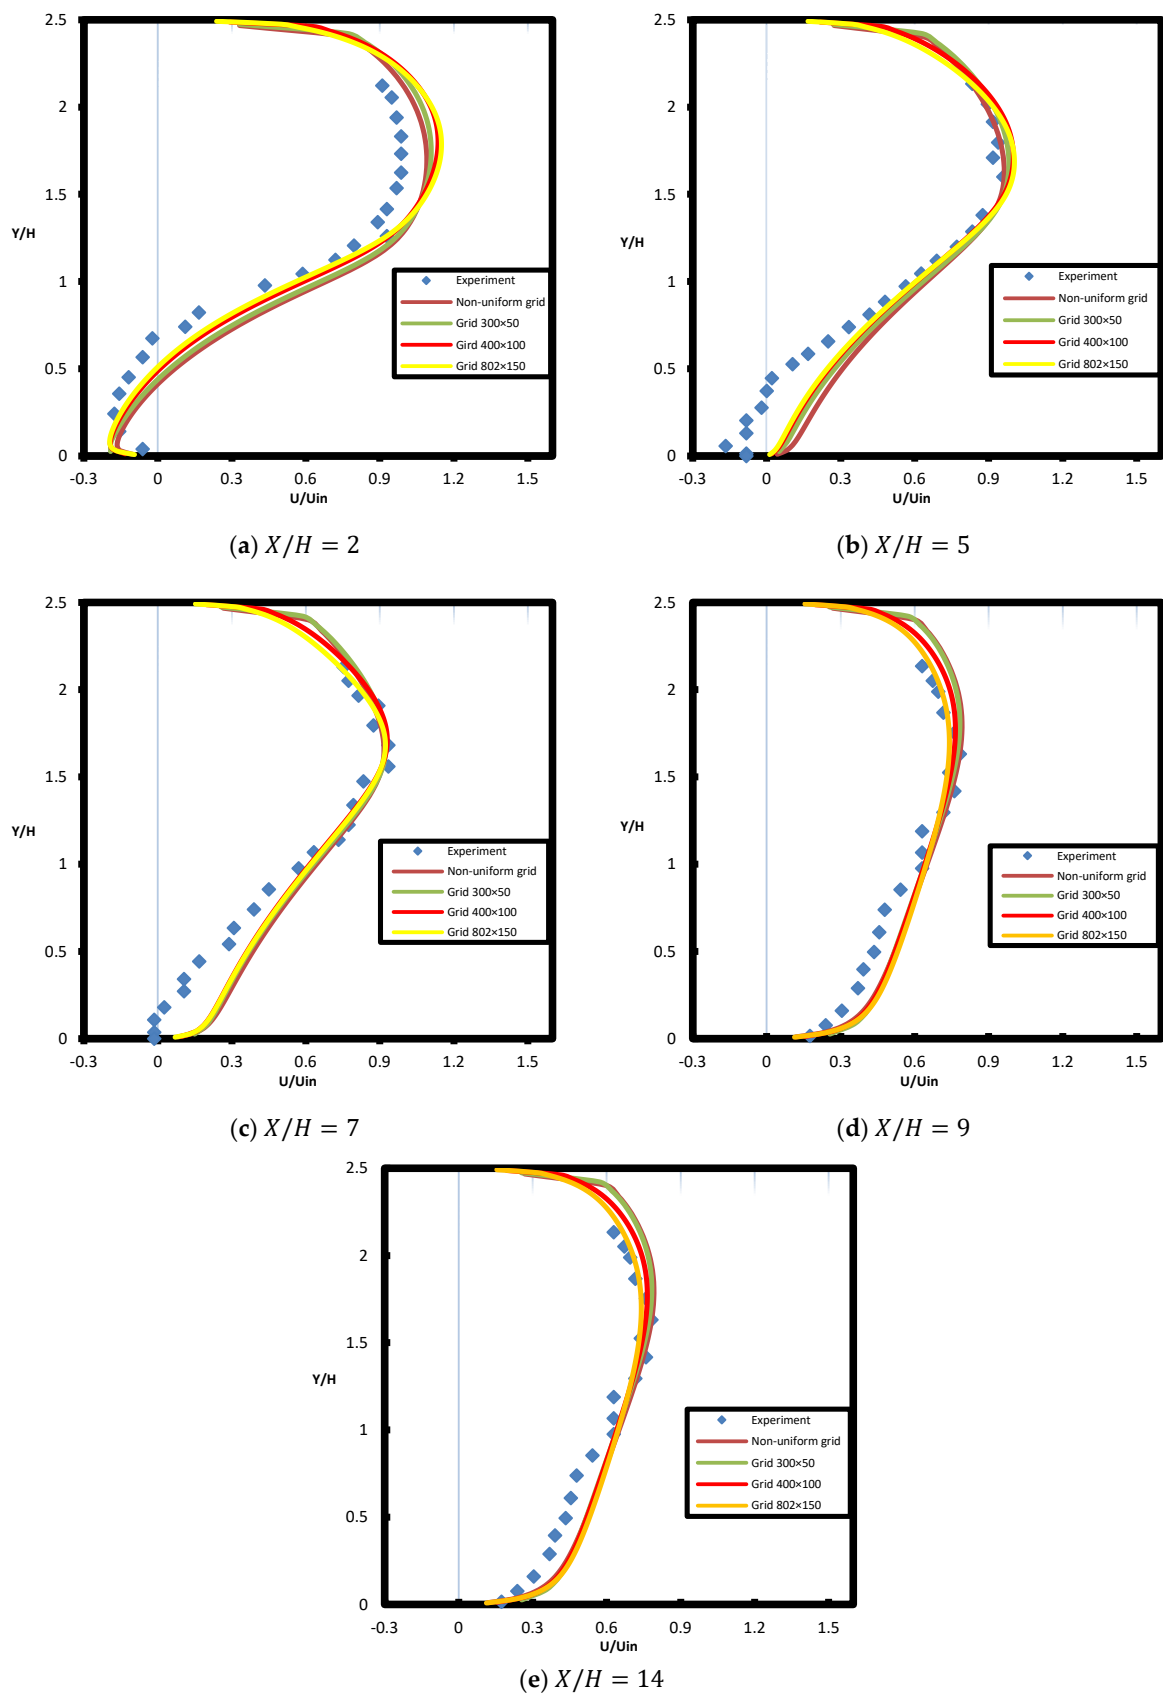 2.5
2
1.5
Y/H
1
0.5
0
-0.3 0 0.3 0.6 0.9 1.2 1.5
U/Uin
Experiment
Non-uniform grid
Grid 300×50
Gird 400×100
Grid 802×150
(a) X/H = 2
2.5
2
1.5
Y/H
1
0.5
0
-0.3 0 0.3 0.6 0.9 1.2 1.5
U/Uin
Experiment
Non-uniform grid
Grid 300×50
Grid 400×100
Grid 802×150
(b) X/H = 5
2.5
2
1.5
Y/H
1
0.5
0
-0.3 0 0.3 0.6 0.9 1.2 1.5
U/Uin
Experiment
Non-uniform grid
Grid 300×50
Grid 400×100
Grid 802×150
(c) X/H = 7
2.5
2
1.5
Y/H
1
0.5
0
-0.3 0 0.3 0.6 0.9 1.2 1.5
U/Uin
Experiment
Non-uniform grid
Grid 300×50
Grid 400×100
Grid 802×150
(d) X/H = 9
2.5
2
1.5
Y/H
1
0.5
0
-0.3 0 0.3 0.6 0.9 1.2 1.5
U/Uin
Experiment
Non-uniform grid
Grid 300×50
Grid 400×100
Grid 802×150
(e) X/H = 14